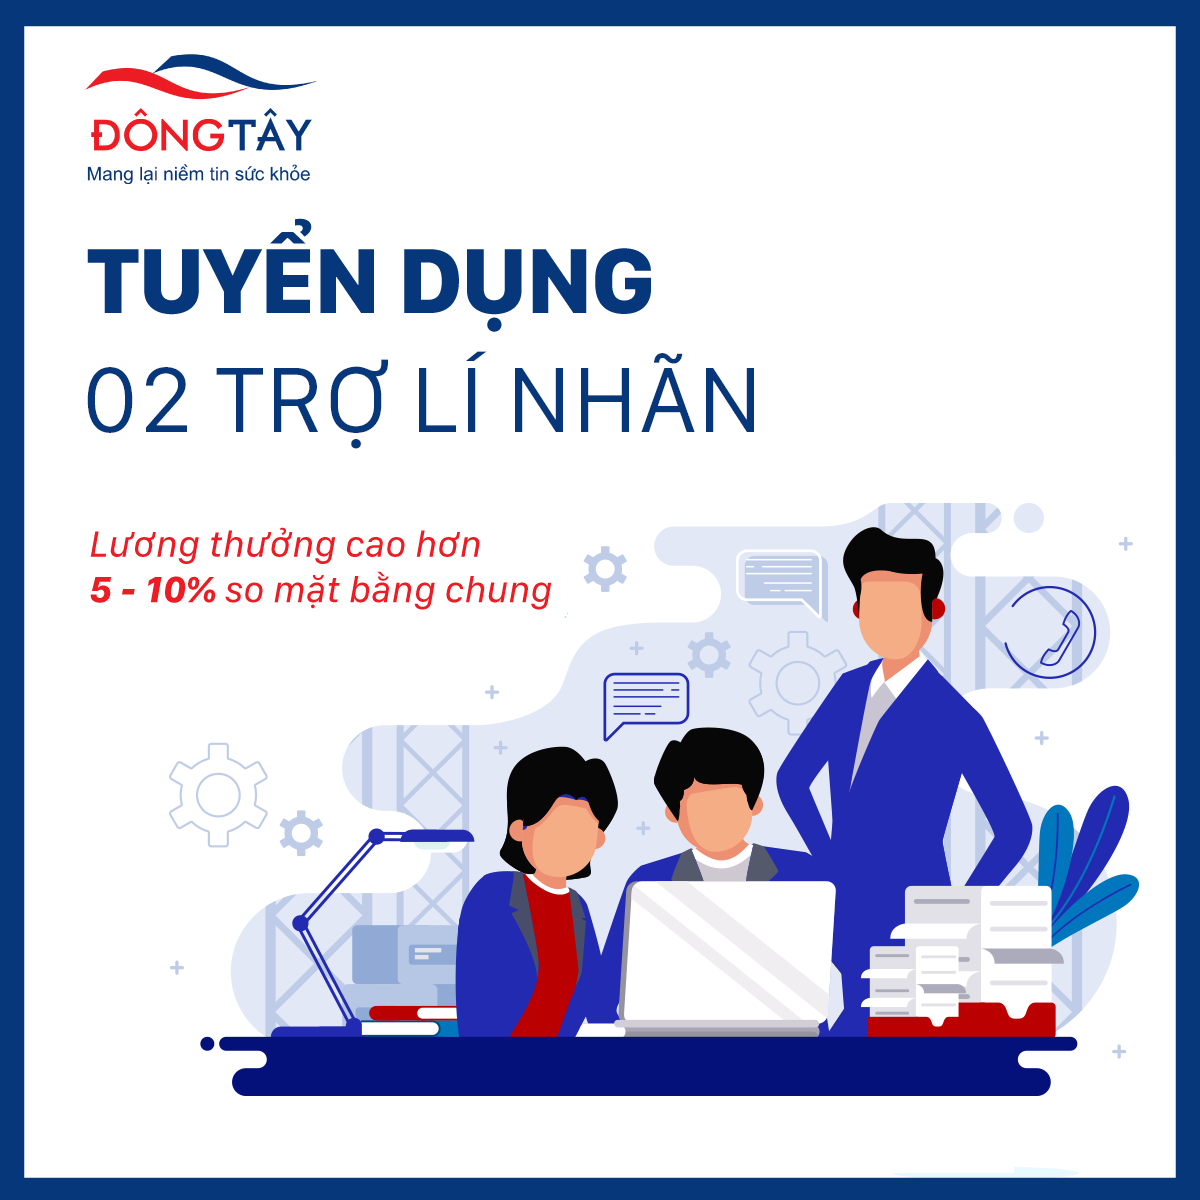 ĐÔNGTÂY
Mang lại niềm tin sức khỏe
TUYỂN DỤNG
02 TRỢ LÍ NHÃN
Lương thưởng cao hơn
5 - 10% so mặt bằng chung